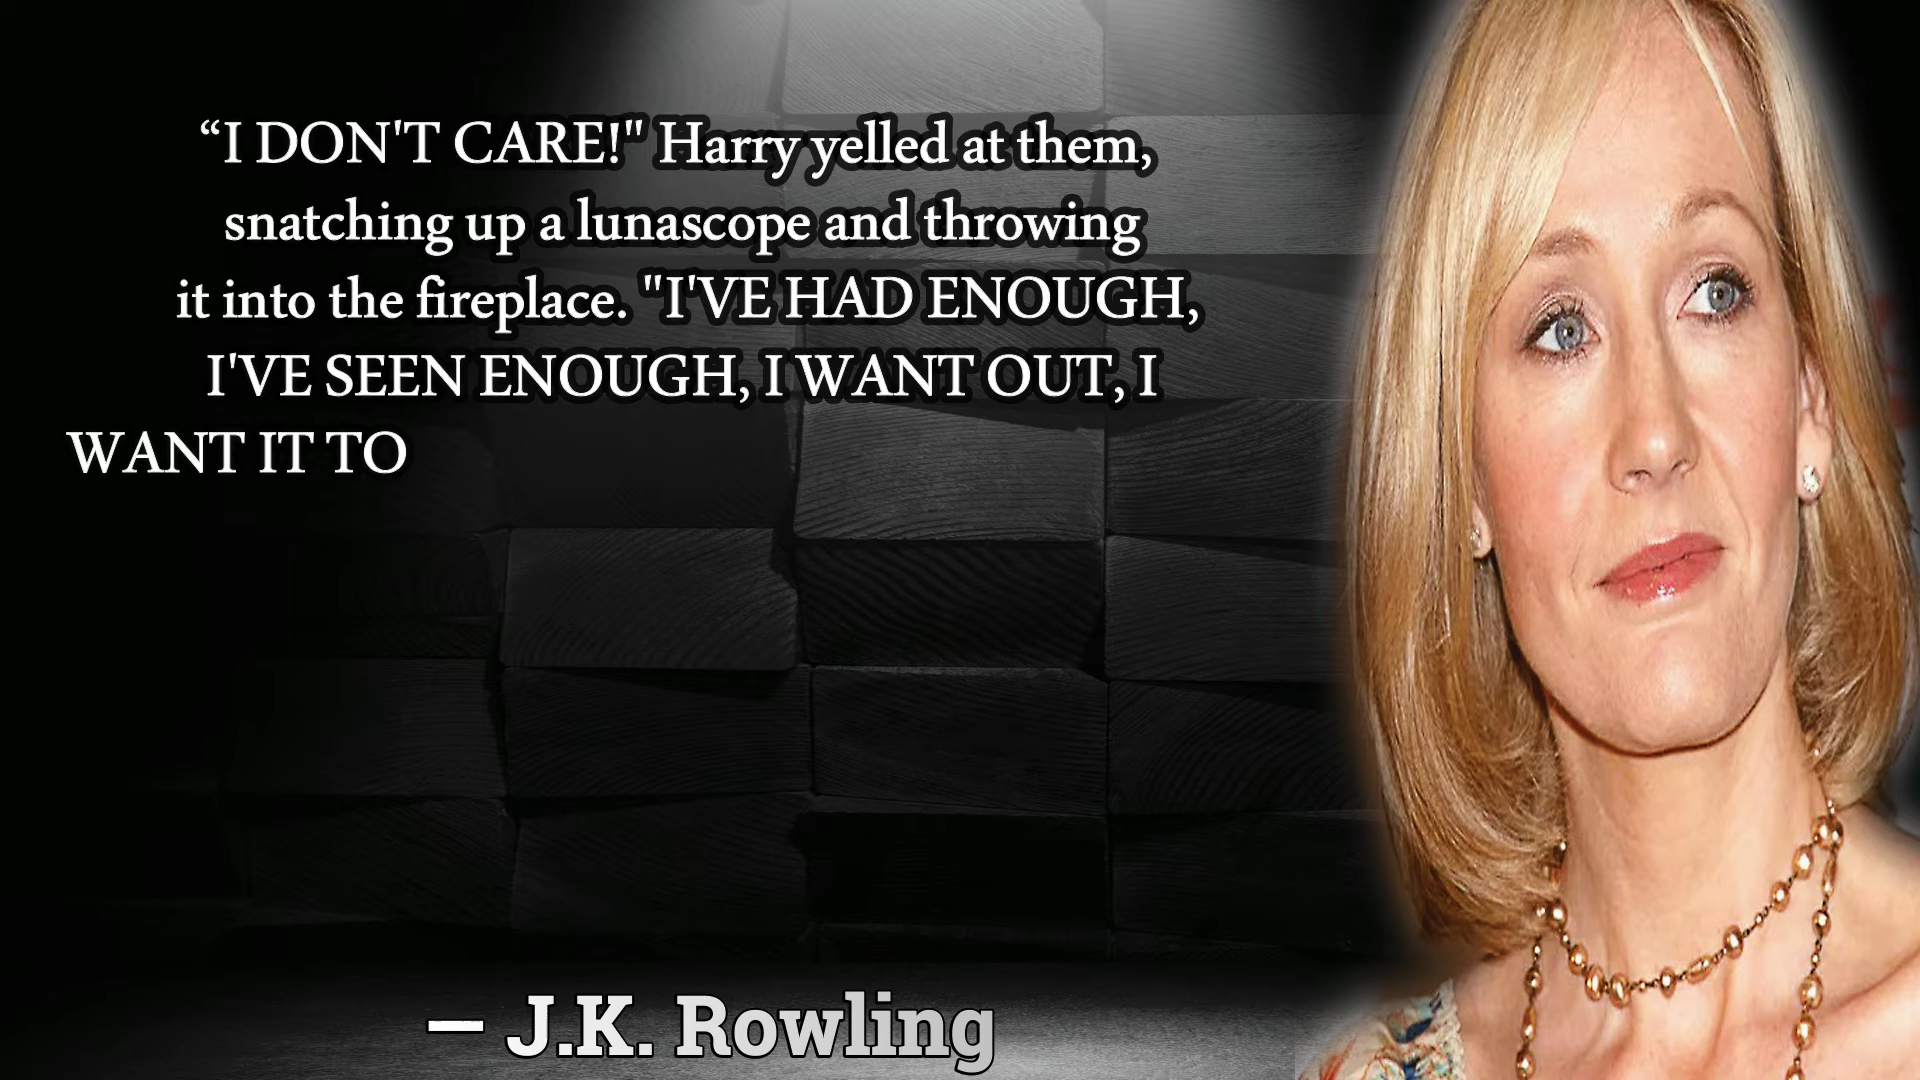 “I DON'T CARE!" Harry yelled at them,
snatching up a lunascope and throwing
it into the fireplace. "I'VE HAD ENOUGH,
I'VE SEEN ENOUGH, I WANT OUT, I
WANT IT TO
— J.K. Rowling